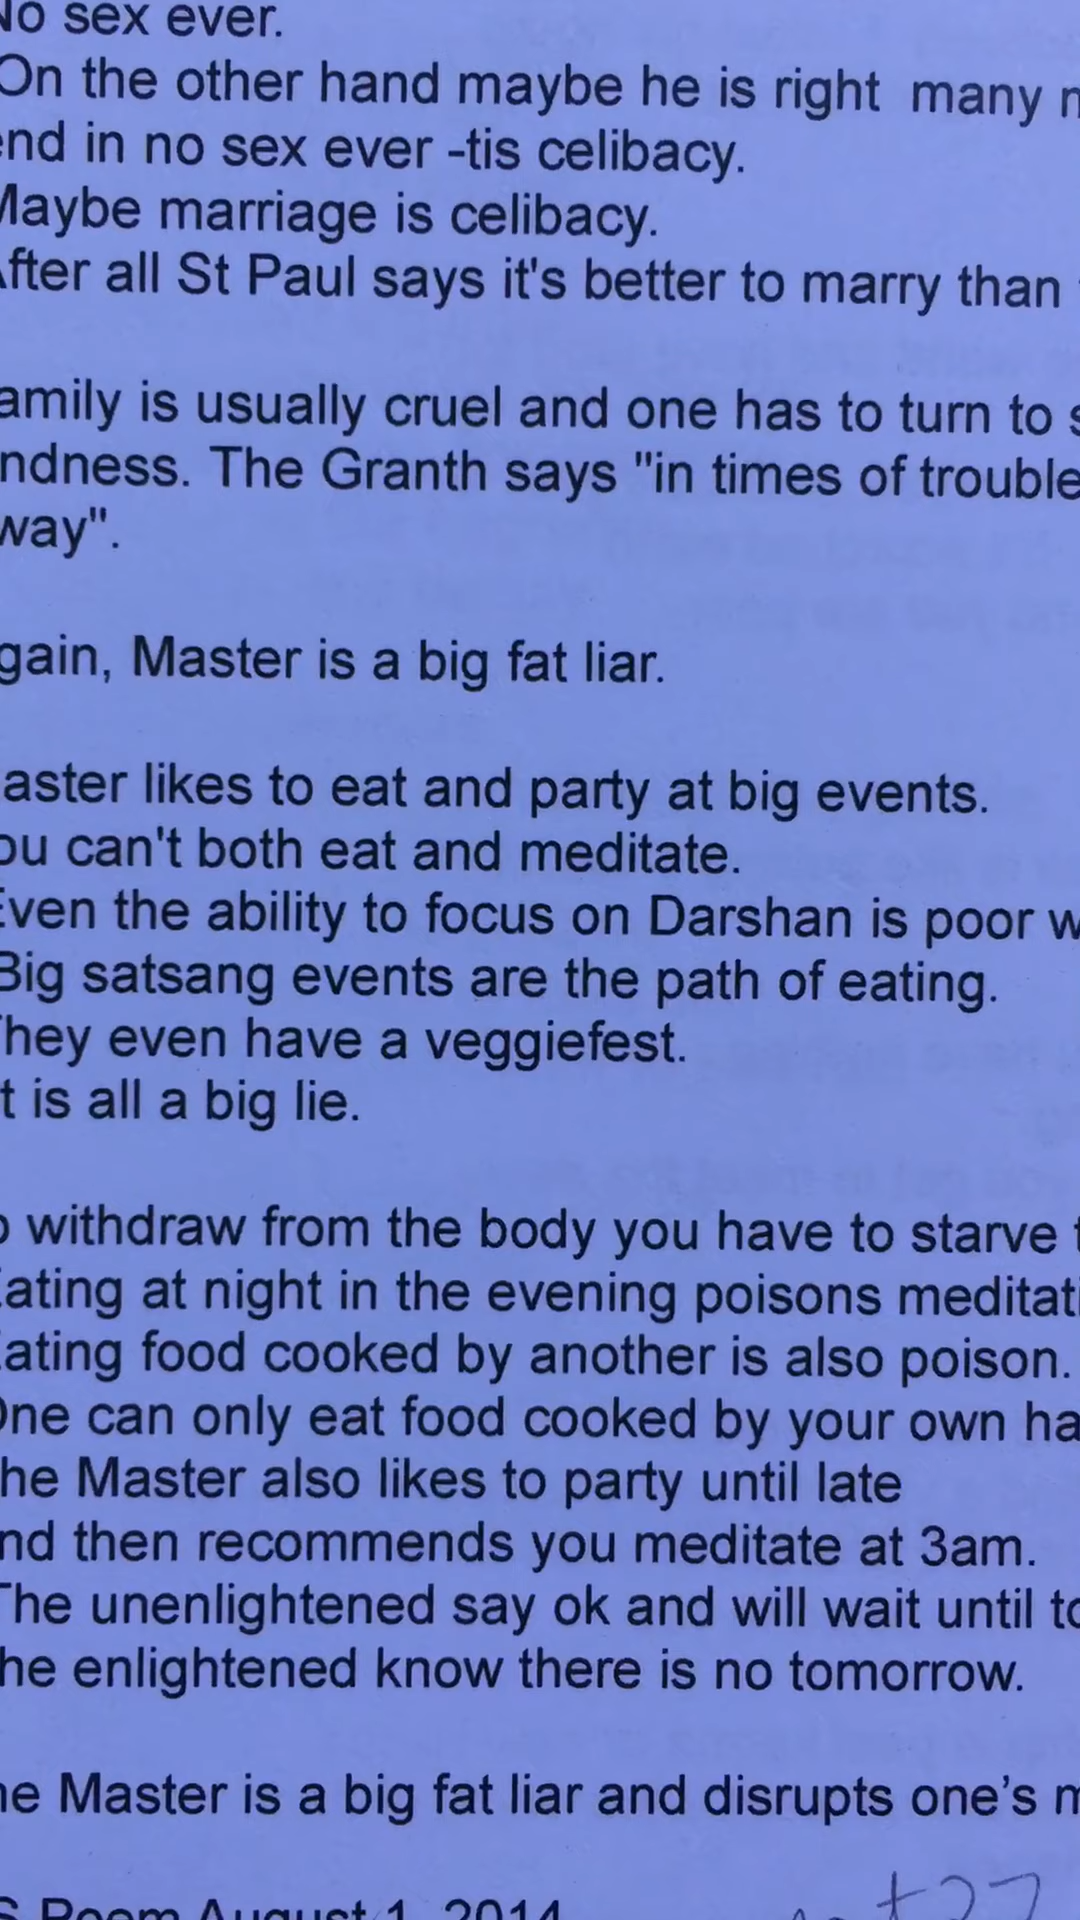 No sex ever.
On the other hand maybe he is right many
end in no sex ever -tis celibacy.
Maybe marriage is celibacy.
After all St Paul says it's better to marry than
amily is usually cruel and one has to turn to
ndness. The Granth says "in times of trouble
way".
gain, Master is a big fat liar.
aster likes to eat and party at big events.
ou can't both eat and meditate.
Even the ability to focus on Darshan is poor
Big satsang events are the path of eating.
They even have a veggiefest.
t is all a big lie.
withdraw from the body you have to starve
Eating at night in the evening poisons meditati
Eating food cooked by another is also poison.
One can only eat food cooked by your own ha
he Master also likes to party until late
nd then recommends you meditate at 3am.
The unenlightened say ok and will wait until to
he enlightened know there is no tomorrow.
he Master is a big fat liar and disrupts one’s
S Poem August 1, 2014